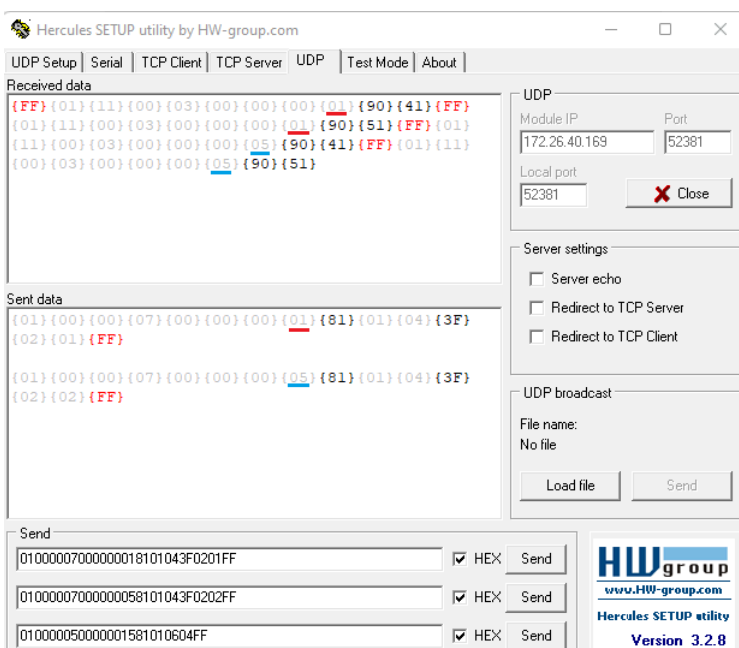 Hercules SETUP utility by HW-group.com
UDP Setup Serial TCP Client TCP Server UDP Test Mode About
Received data
{FF}{01}{11}{00}{03}{00}{00}{00}{01}{90}{41}{FF}
{01}{11}{00}{03}{00}{00}{00}{01}{90}{51}{FF}{01}
{11}{00}{03}{00}{00}{00}{05}{90}{41}{FF}{01}{11}
{00}{03}{00}{00}{00}{05}{90}{51}
Sent data
{01}{00}{00}{07}{00}{00}{00}{01}{81}{01}{04}{3F}
{02}{01}{FF}
{01}{00}{00}{07}{00}{00}{00}{05}{81}{01}{04}{3F}
{02}{02}{FF}
UDP
Module IP Port
172.26.40.169 52381
Local port
52381 Close
Server settings
Server echo
Redirect to TCP Server
Redirect to TCP Client
UDP broadcast
File name:
No file
Load file Send
Send
01000007000000018101043F0201FF HEX Send
01000007000000058101043F0202FF HEX Send
010000050000001581010604FF HEX Send
HW group
www.HW-group.com
Hercules SETUP utility
Version 3.2.8